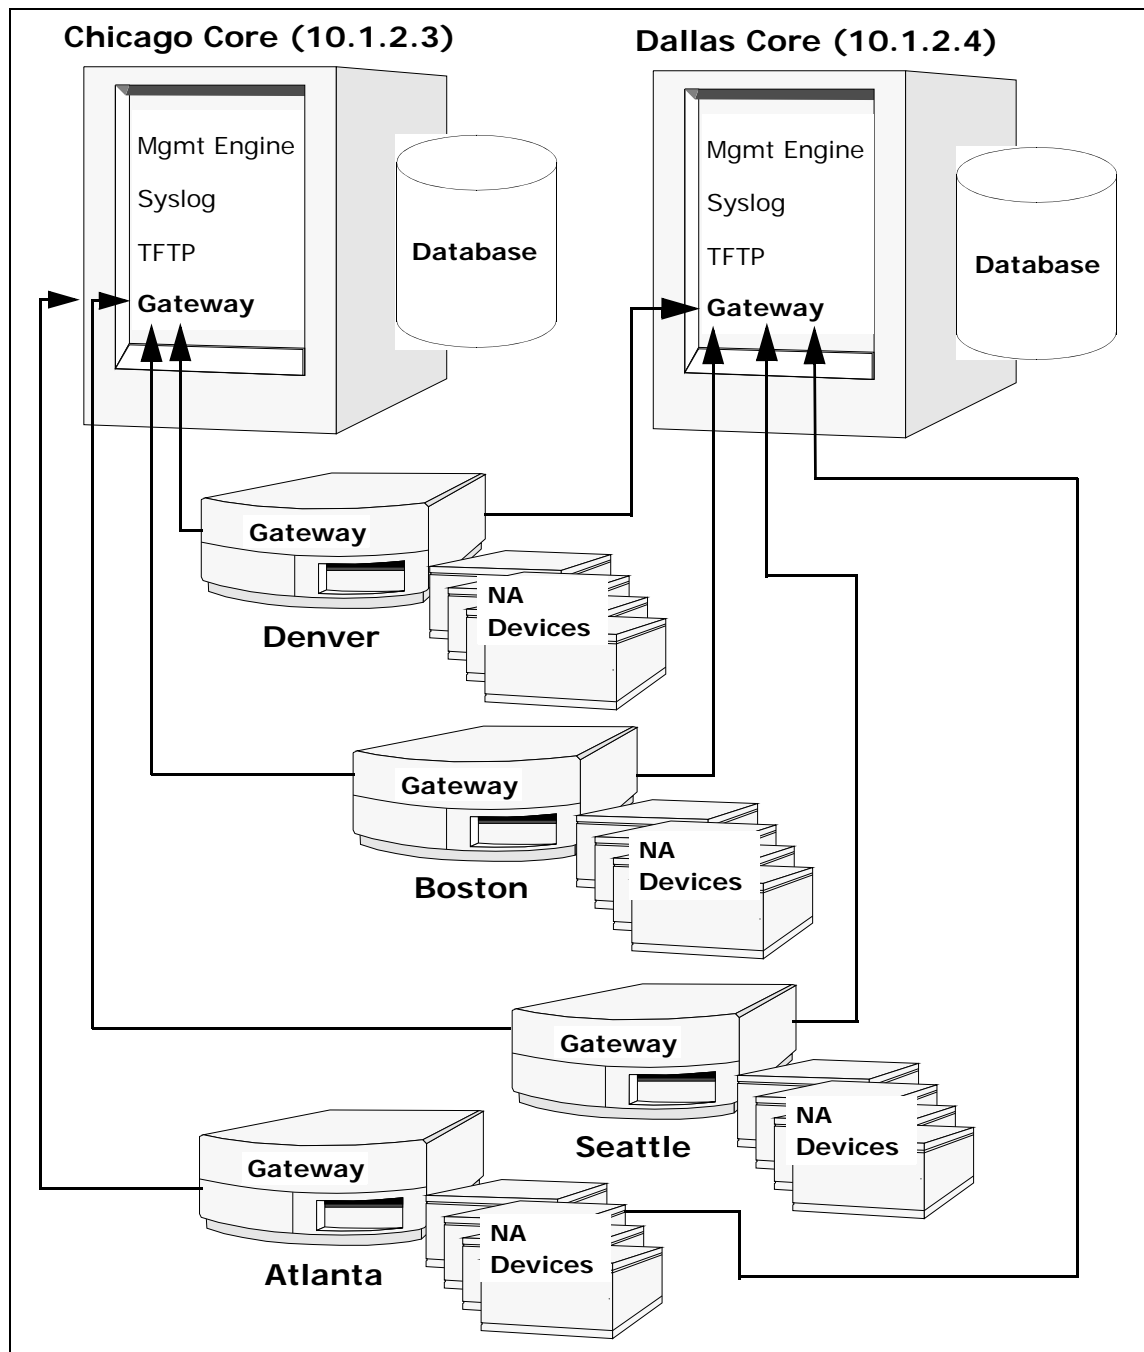 Chicago Core (10.1.2.3)
Dallas Core (10.1.2.4)
Mgmt Engine
Syslog
TFTP
Gateway
Database
Mgmt Engine
Syslog
TFTP
Gateway
Database
Gateway
Denver
NA
Devices
Gateway
Boston
NA
Devices
Gateway
Seattle
NA
Devices
Gateway
Atlanta
NA
Devices